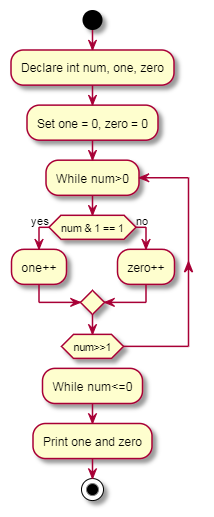 Declare int num, one, zero
Set one = 0, zero = 0
While num>0
yes
num & 1 == 1
no
one++
zero++
num>>1
While num<=0
Print one and zero